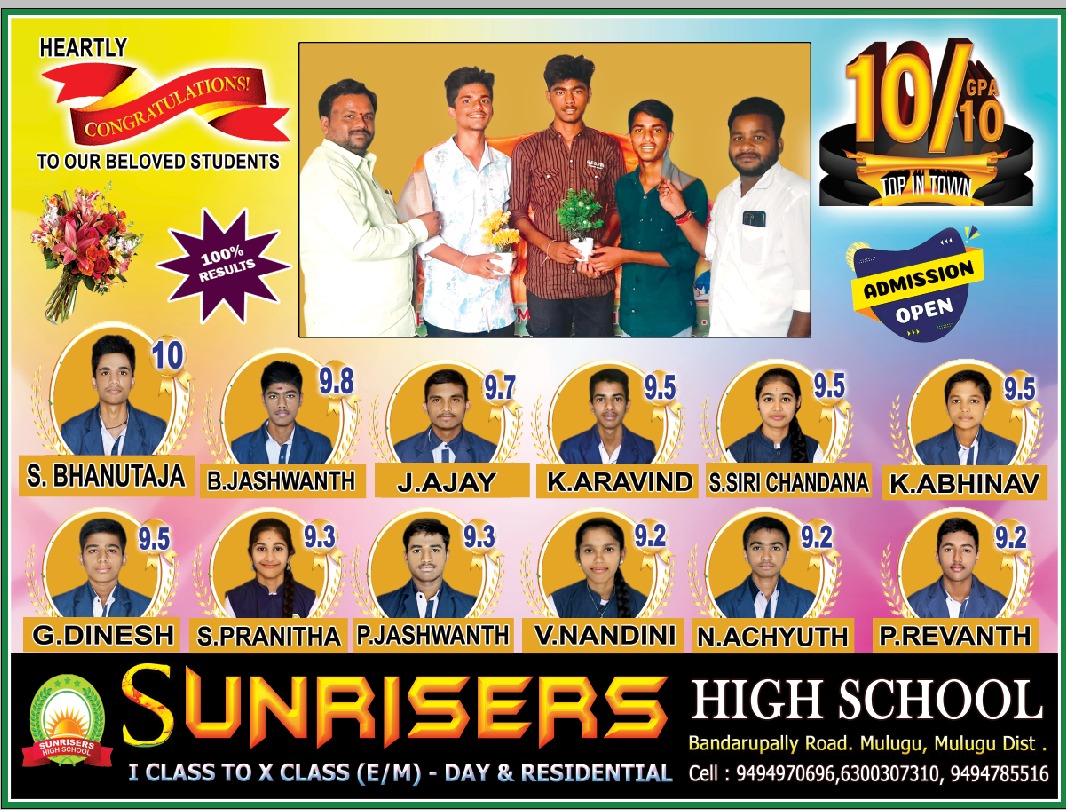 HEARTLY
CONGRATULATIONS!
TO OUR BELOVED STUDENTS
100%
RESULTS
10/10
GPA
TOP IN TOWN
ADMISSION
OPEN
10
S. BHANUTAJA
9.8
B.JASHWANTH
9.7
J.AJAY
9.5
K.ARAVIND
9.5
S.SIRI CHANDANA
9.5
K.ABHINAV
9.5
G.DINESH
9.3
S.PRANITHA
9.3
P.JASHWANTH
9.2
V.NANDINI
9.2
N.ACHYUTH
9.2
P.REVANTH
SUNRISERS
HIGH SCHOOL
SUNRISERS HIGH SCHOOL
Bandarupally Road. Mulugu, Mulugu Dist .
I CLASS TO X CLASS (E/M) - DAY & RESIDENTIAL
Cell : 9494970696,6300307310, 9494785516